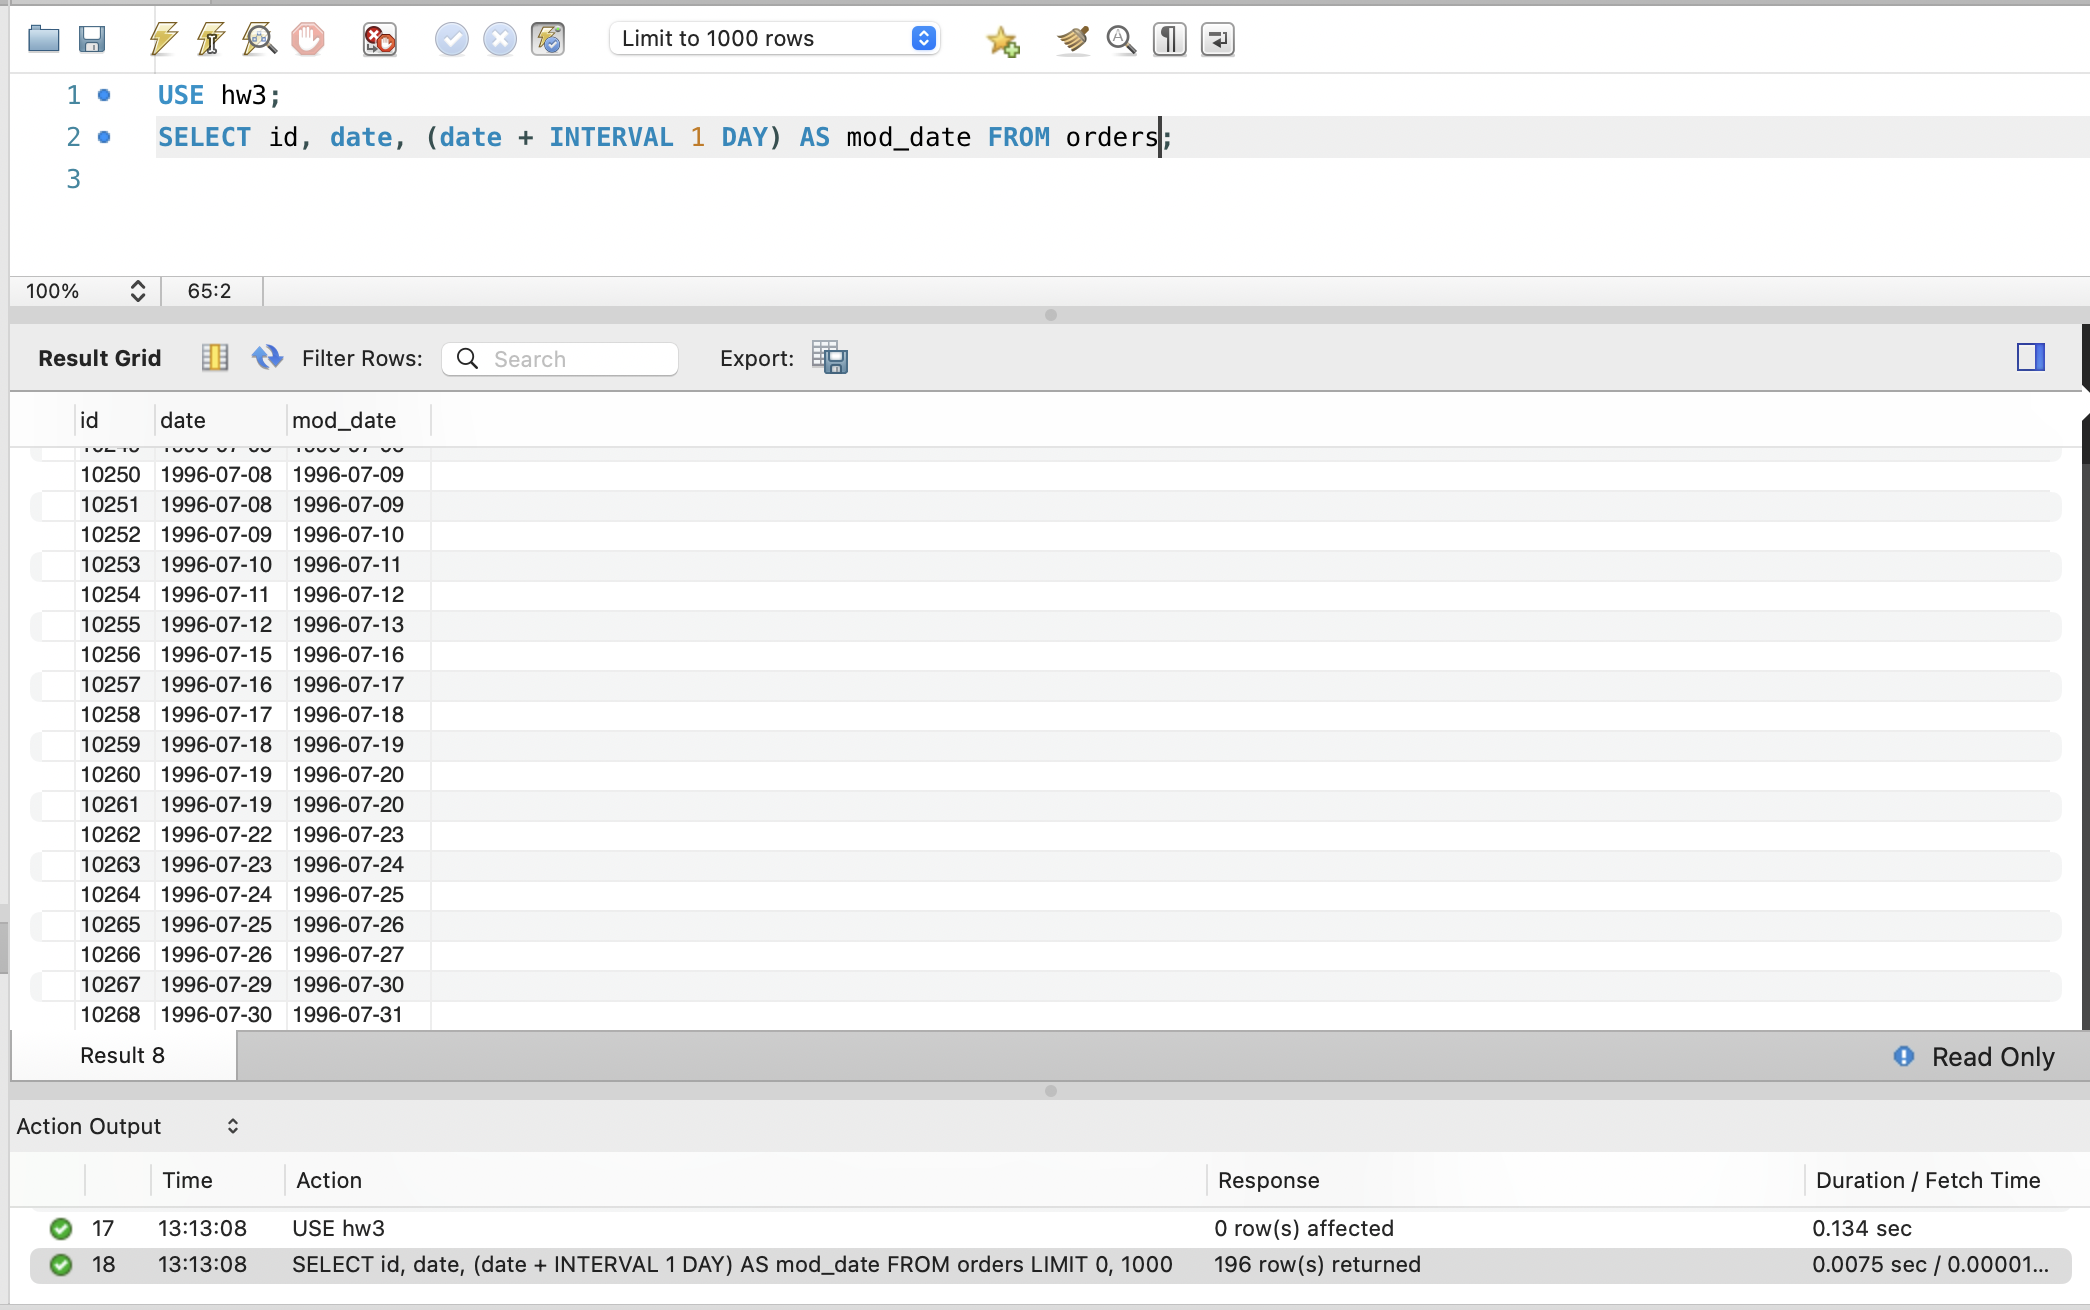 Limit to 1000 rows
1 USE hw3;
2 SELECT id, date, (date + INTERVAL 1 DAY) AS mod_date FROM orders;
3
100% 65:2
Result Grid Filter Rows: Search Export:
id date mod_date
10250 1996-07-08 1996-07-09
10251 1996-07-08 1996-07-09
10252 1996-07-09 1996-07-10
10253 1996-07-10 1996-07-11
10254 1996-07-11 1996-07-12
10255 1996-07-12 1996-07-13
10256 1996-07-15 1996-07-16
10257 1996-07-16 1996-07-17
10258 1996-07-17 1996-07-18
10259 1996-07-18 1996-07-19
10260 1996-07-19 1996-07-20
10261 1996-07-19 1996-07-20
10262 1996-07-22 1996-07-23
10263 1996-07-23 1996-07-24
10264 1996-07-24 1996-07-25
10265 1996-07-25 1996-07-26
10266 1996-07-26 1996-07-27
10267 1996-07-29 1996-07-30
10268 1996-07-30 1996-07-31
Result 8 Read Only
Action Output
Time Action Response Duration / Fetch Time
17 13:13:08 USE hw3 0 row(s) affected 0.134 sec
18 13:13:08 SELECT id, date, (date + INTERVAL 1 DAY) AS mod_date FROM orders LIMIT 0, 1000 196 row(s) returned 0.0075 sec / 0.00001...